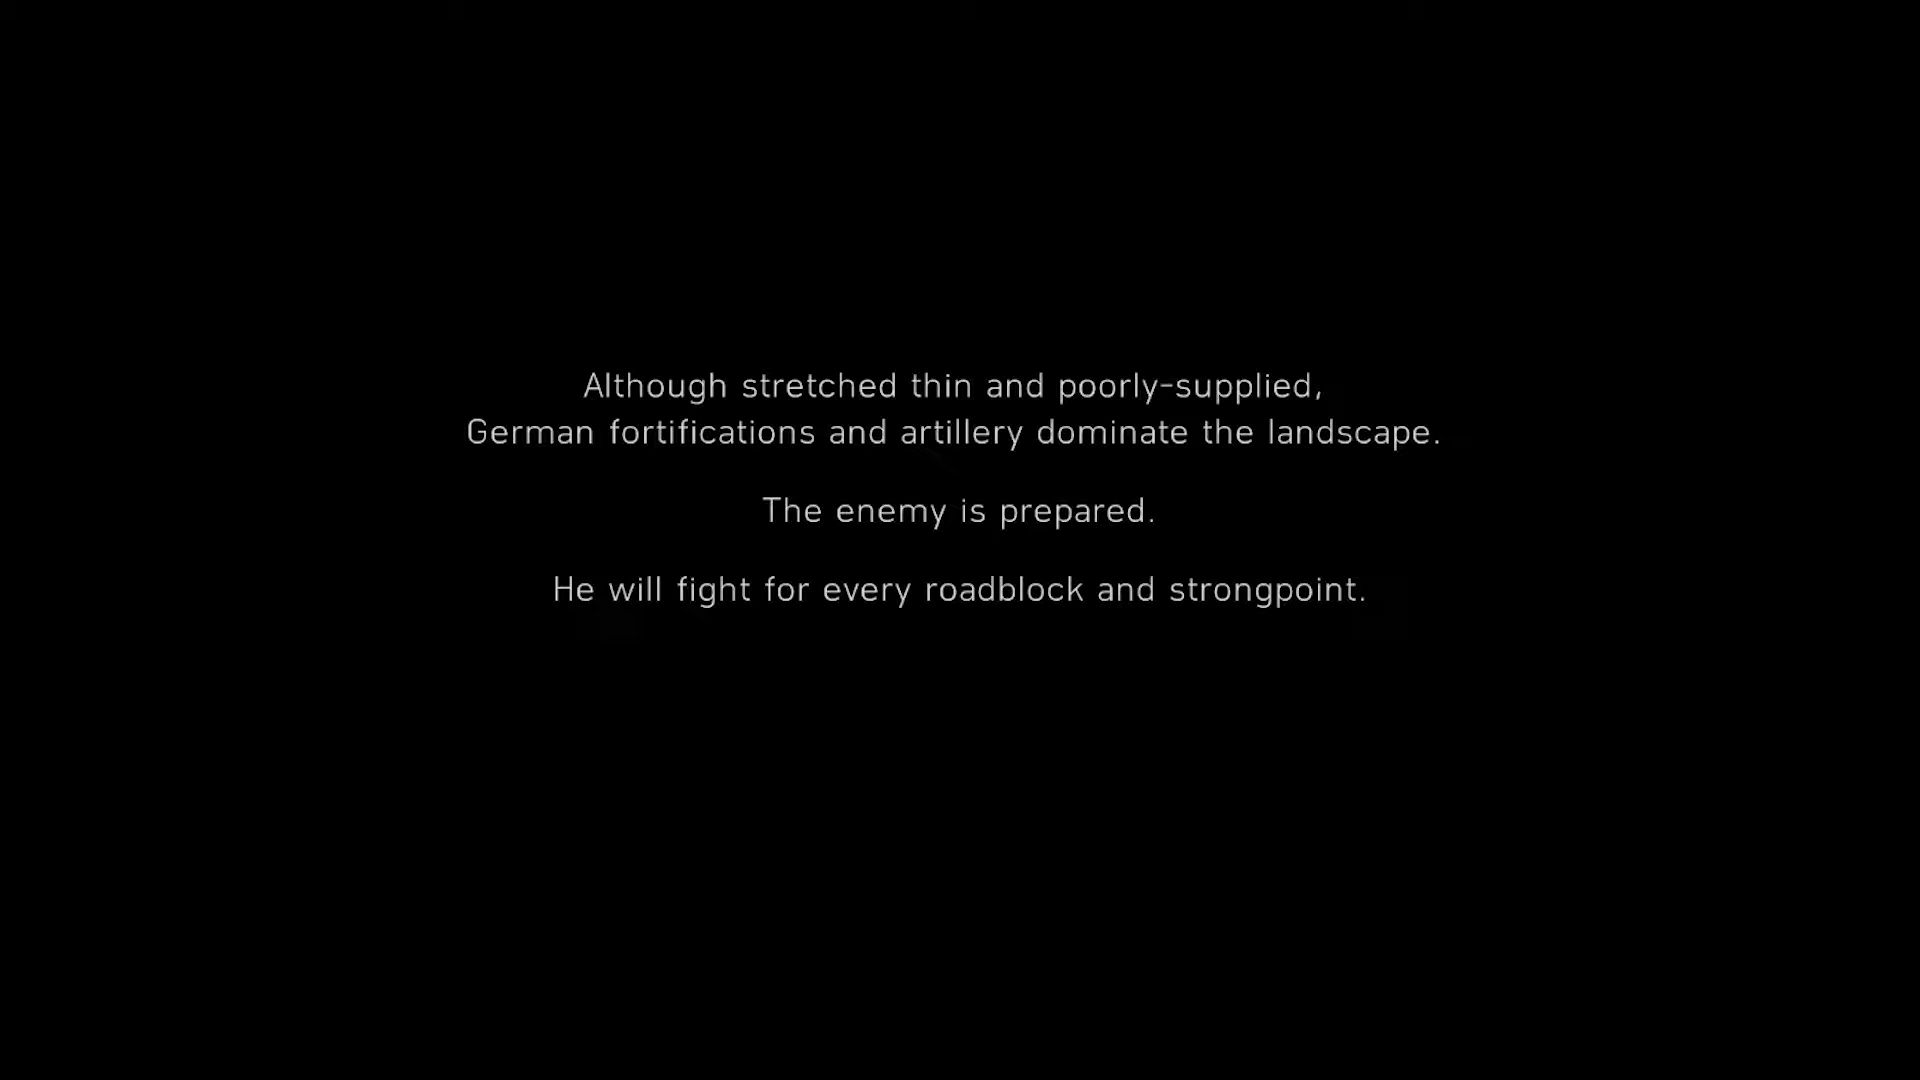 Although stretched thin and poorly-supplied,
German fortifications and artillery dominate the landscape.
The enemy is prepared.
He will fight for every roadblock and strongpoint.